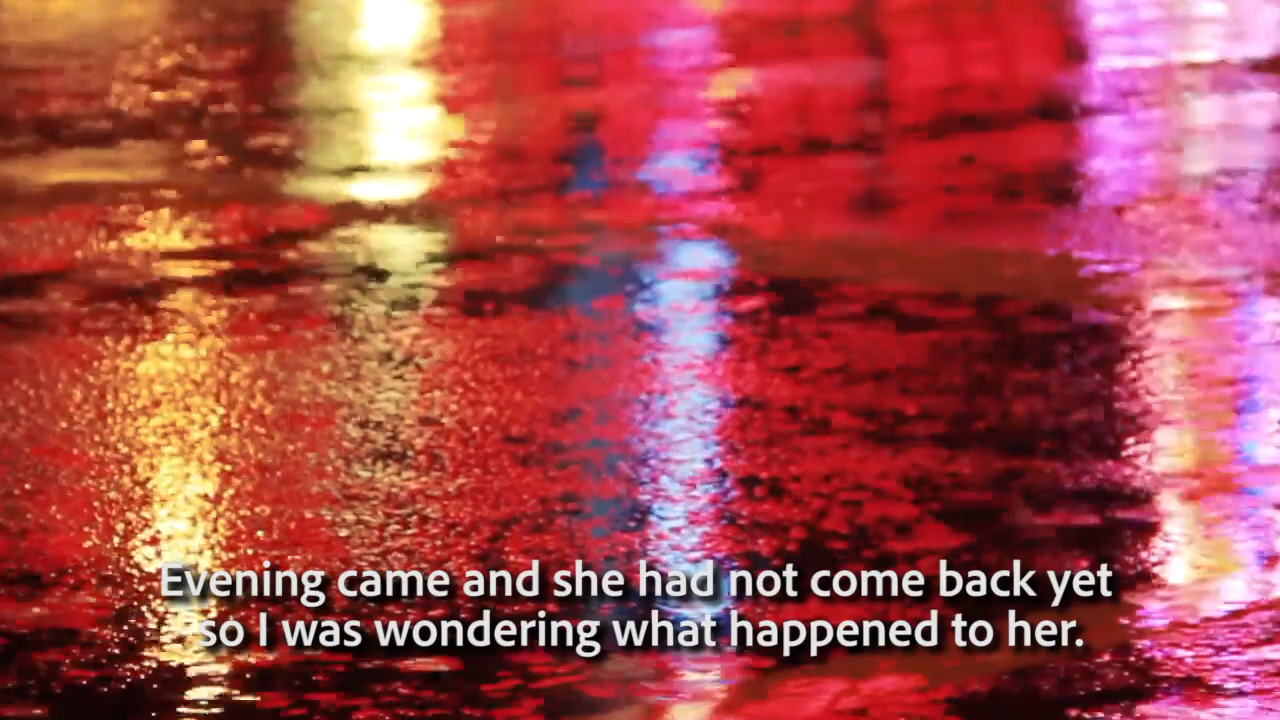 Evening came and she had not come back yet
so I was wondering what happened to her.